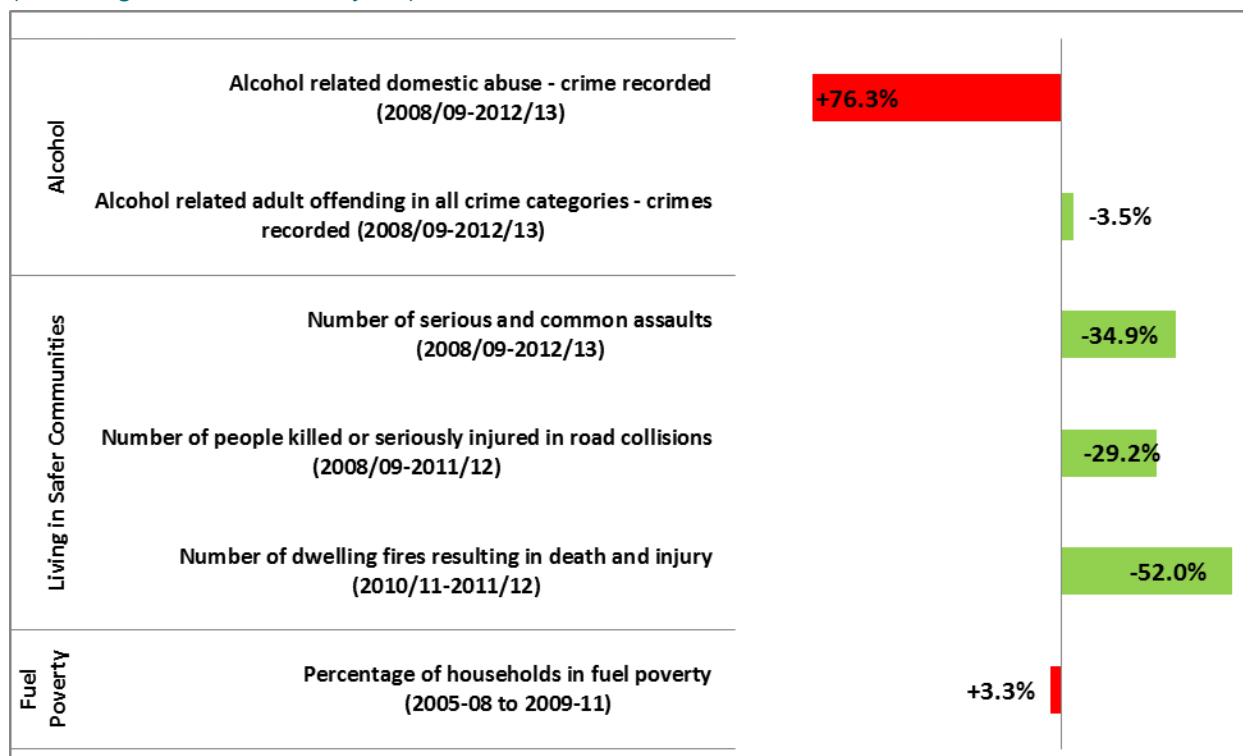 Alcohol
Alcohol related domestic abuse - crime recorded
(2008/09-2012/13)
+76.3%
Alcohol related adult offending in all crime categories - crimes
recorded (2008/09-2012/13)
-3.5%
Living in Safer Communities
Number of serious and common assaults
(2008/09-2012/13)
-34.9%
Number of people killed or seriously injured in road collisions
(2008/09-2011/12)
-29.2%
Number of dwelling fires resulting in death and injury
(2010/11-2011/12)
-52.0%
Fuel
Poverty
Percentage of households in fuel poverty
(2005-08 to 2009-11)
+3.3%